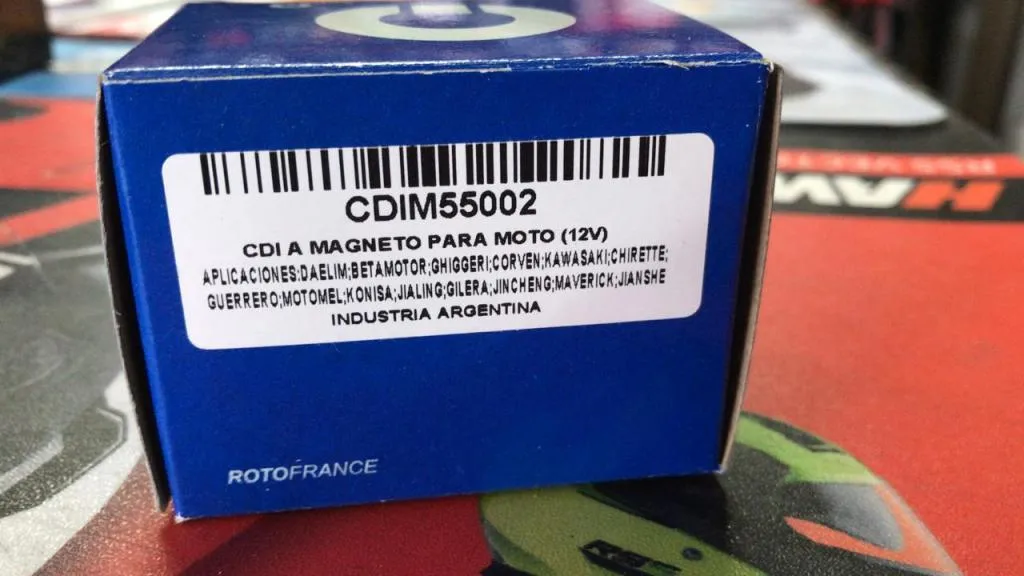 CDIM55002
CDI A MAGNETO PARA MOTO (12V)
APLICACIONES:DAELIM;BETAMOTOR;GHIGGERI;CORVEN;KAWASAKI;CHIRETTE;
GUERRERO;MOTOMEL;KONISA;JIALING;GILERA;JINCHENG;MAVERICK;JIANSHE
INDUSTRIA ARGENTINA
ROTOFRANCE